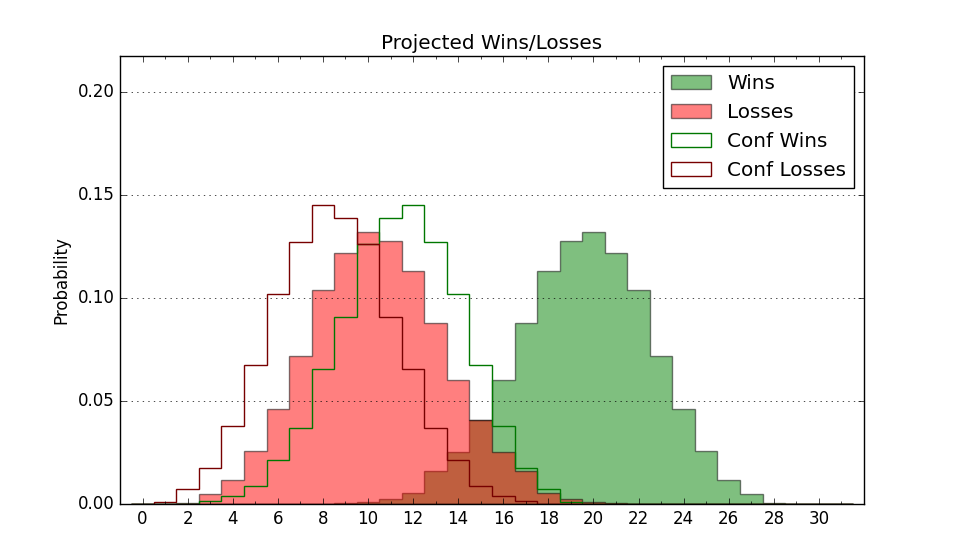 Projected Wins/Losses
Wins
Losses
Conf Wins
Conf Losses
Probability
0.20
0.15
0.10
0.05
0.00
0 2 4 6 8 10 12 14 16 18 20 22 24 26 28 30